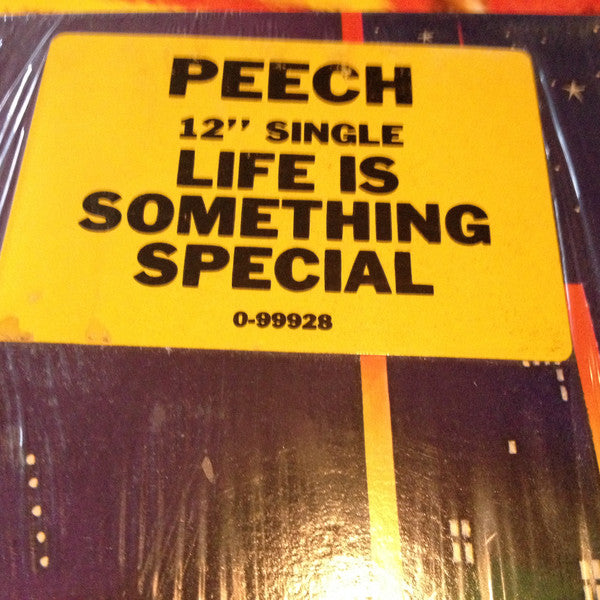 PEECH
12" SINGLE
LIFE IS
SOMETHING
SPECIAL
0-99928